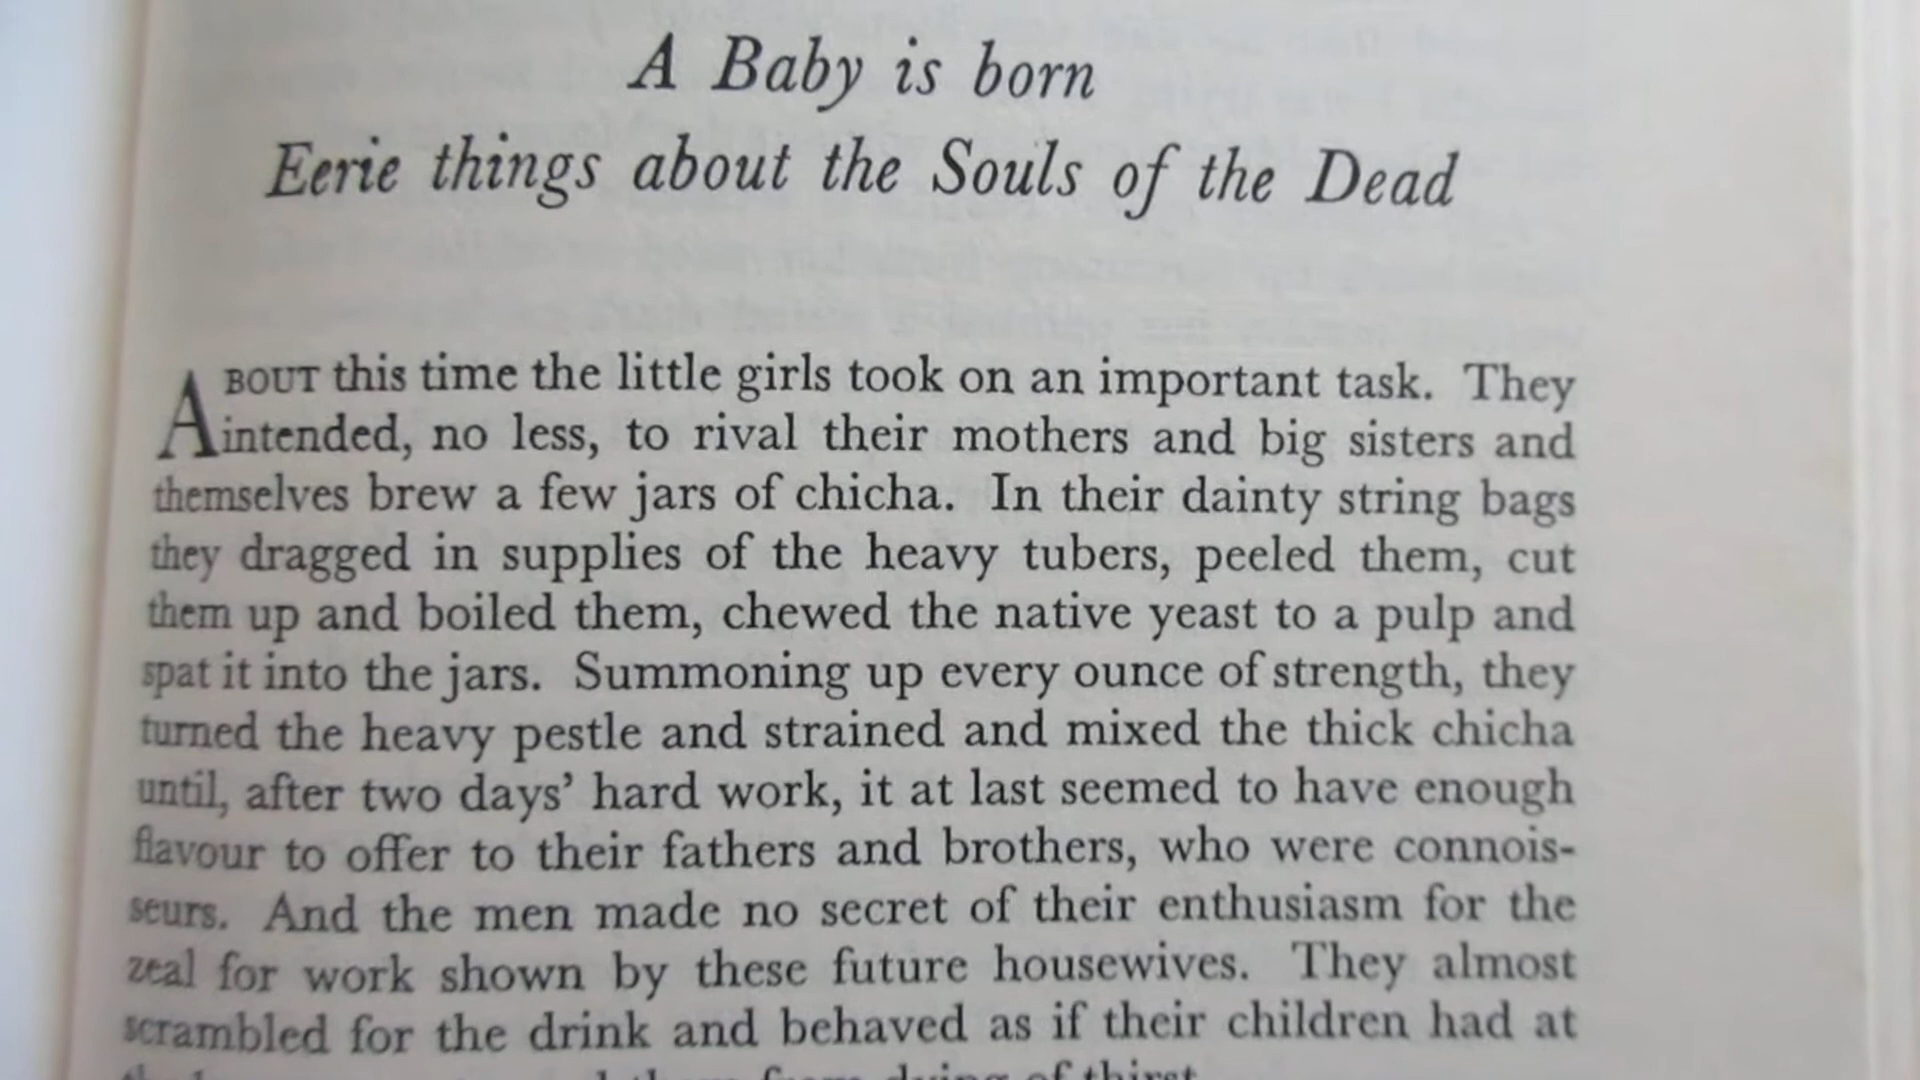 A Baby is born
Eerie things about the Souls of the Dead
ABOUT this time the little girls took on an important task. They
intended, no less, to rival their mothers and big sisters and
themselves brew a few jars of chicha. In their dainty string bags
they dragged in supplies of the heavy tubers, peeled them, cut
them up and boiled them, chewed the native yeast to a pulp and
spat it into the jars. Summoning up every ounce of strength, they
turned the heavy pestle and strained and mixed the thick chicha
until, after two days’ hard work, it at last seemed to have enough
flavour to offer to their fathers and brothers, who were connois-
seurs. And the men made no secret of their enthusiasm for the
zeal for work shown by these future housewives. They almost
scrambled for the drink and behaved as if their children had at
them from dying of thirst